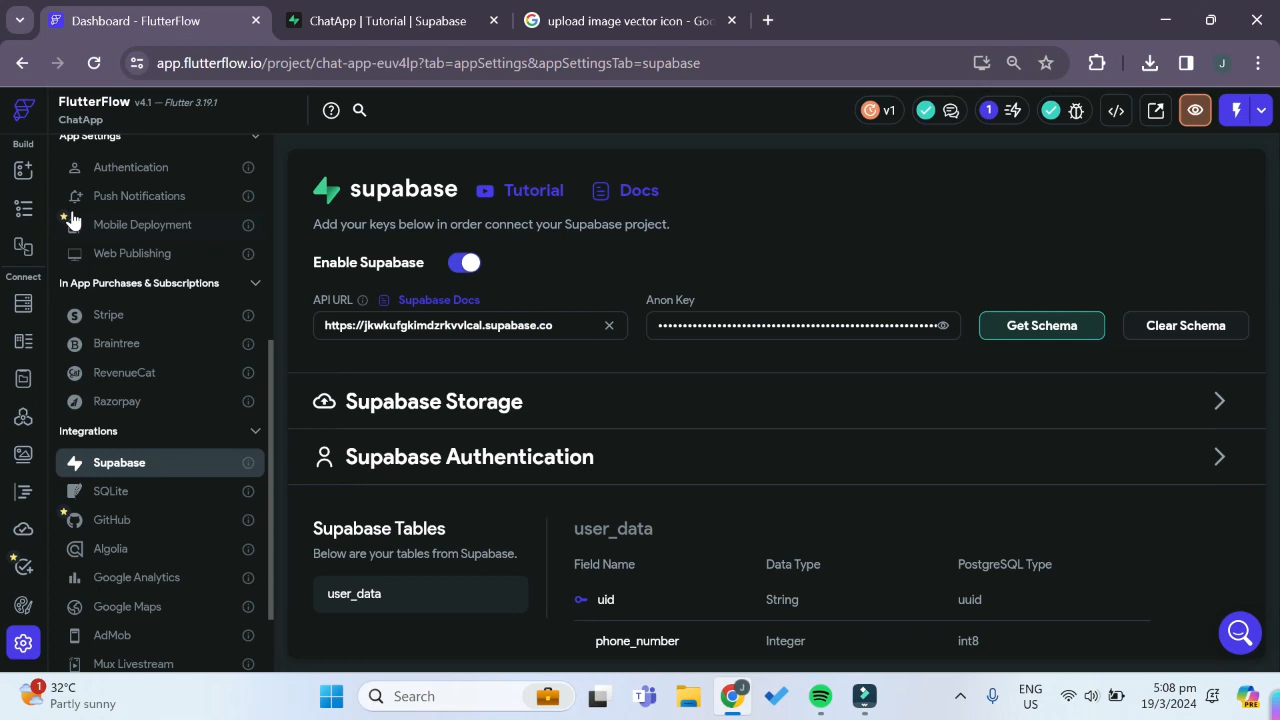 Dashboard - FlutterFlow
ChatApp | Tutorial | Supabase
upload image vector icon - Goo
app.flutterflow.io/project/chat-app-euv4lp?tab=appSettings&appSettingsTab=supabase
J
FlutterFlow v4.1 — Flutter 3.19.1
ChatApp
v1
1
Build
Connect
App Settings
Authentication
Push Notifications
Mobile Deployment
Web Publishing
In App Purchases & Subscriptions
Stripe
Braintree
RevenueCat
Razorpay
Integrations
Supabase
SQLite
GitHub
Algolia
Google Analytics
Google Maps
AdMob
Mux Livestream
supabase Tutorial Docs
Add your keys below in order connect your Supabase project.
Enable Supabase
API URL Supabase Docs Anon Key
https://jkwkufgkimdzrkvvlcal.supabase.co
Get Schema Clear Schema
Supabase Storage
Supabase Authentication
Supabase Tables
Below are your tables from Supabase.
user_data
user_data
Field Name Data Type PostgreSQL Type
uid String uuid
phone_number Integer int8
1
32°C
Partly sunny
Search
J
ENG
US
5:08 pm
19/3/2024
PRE